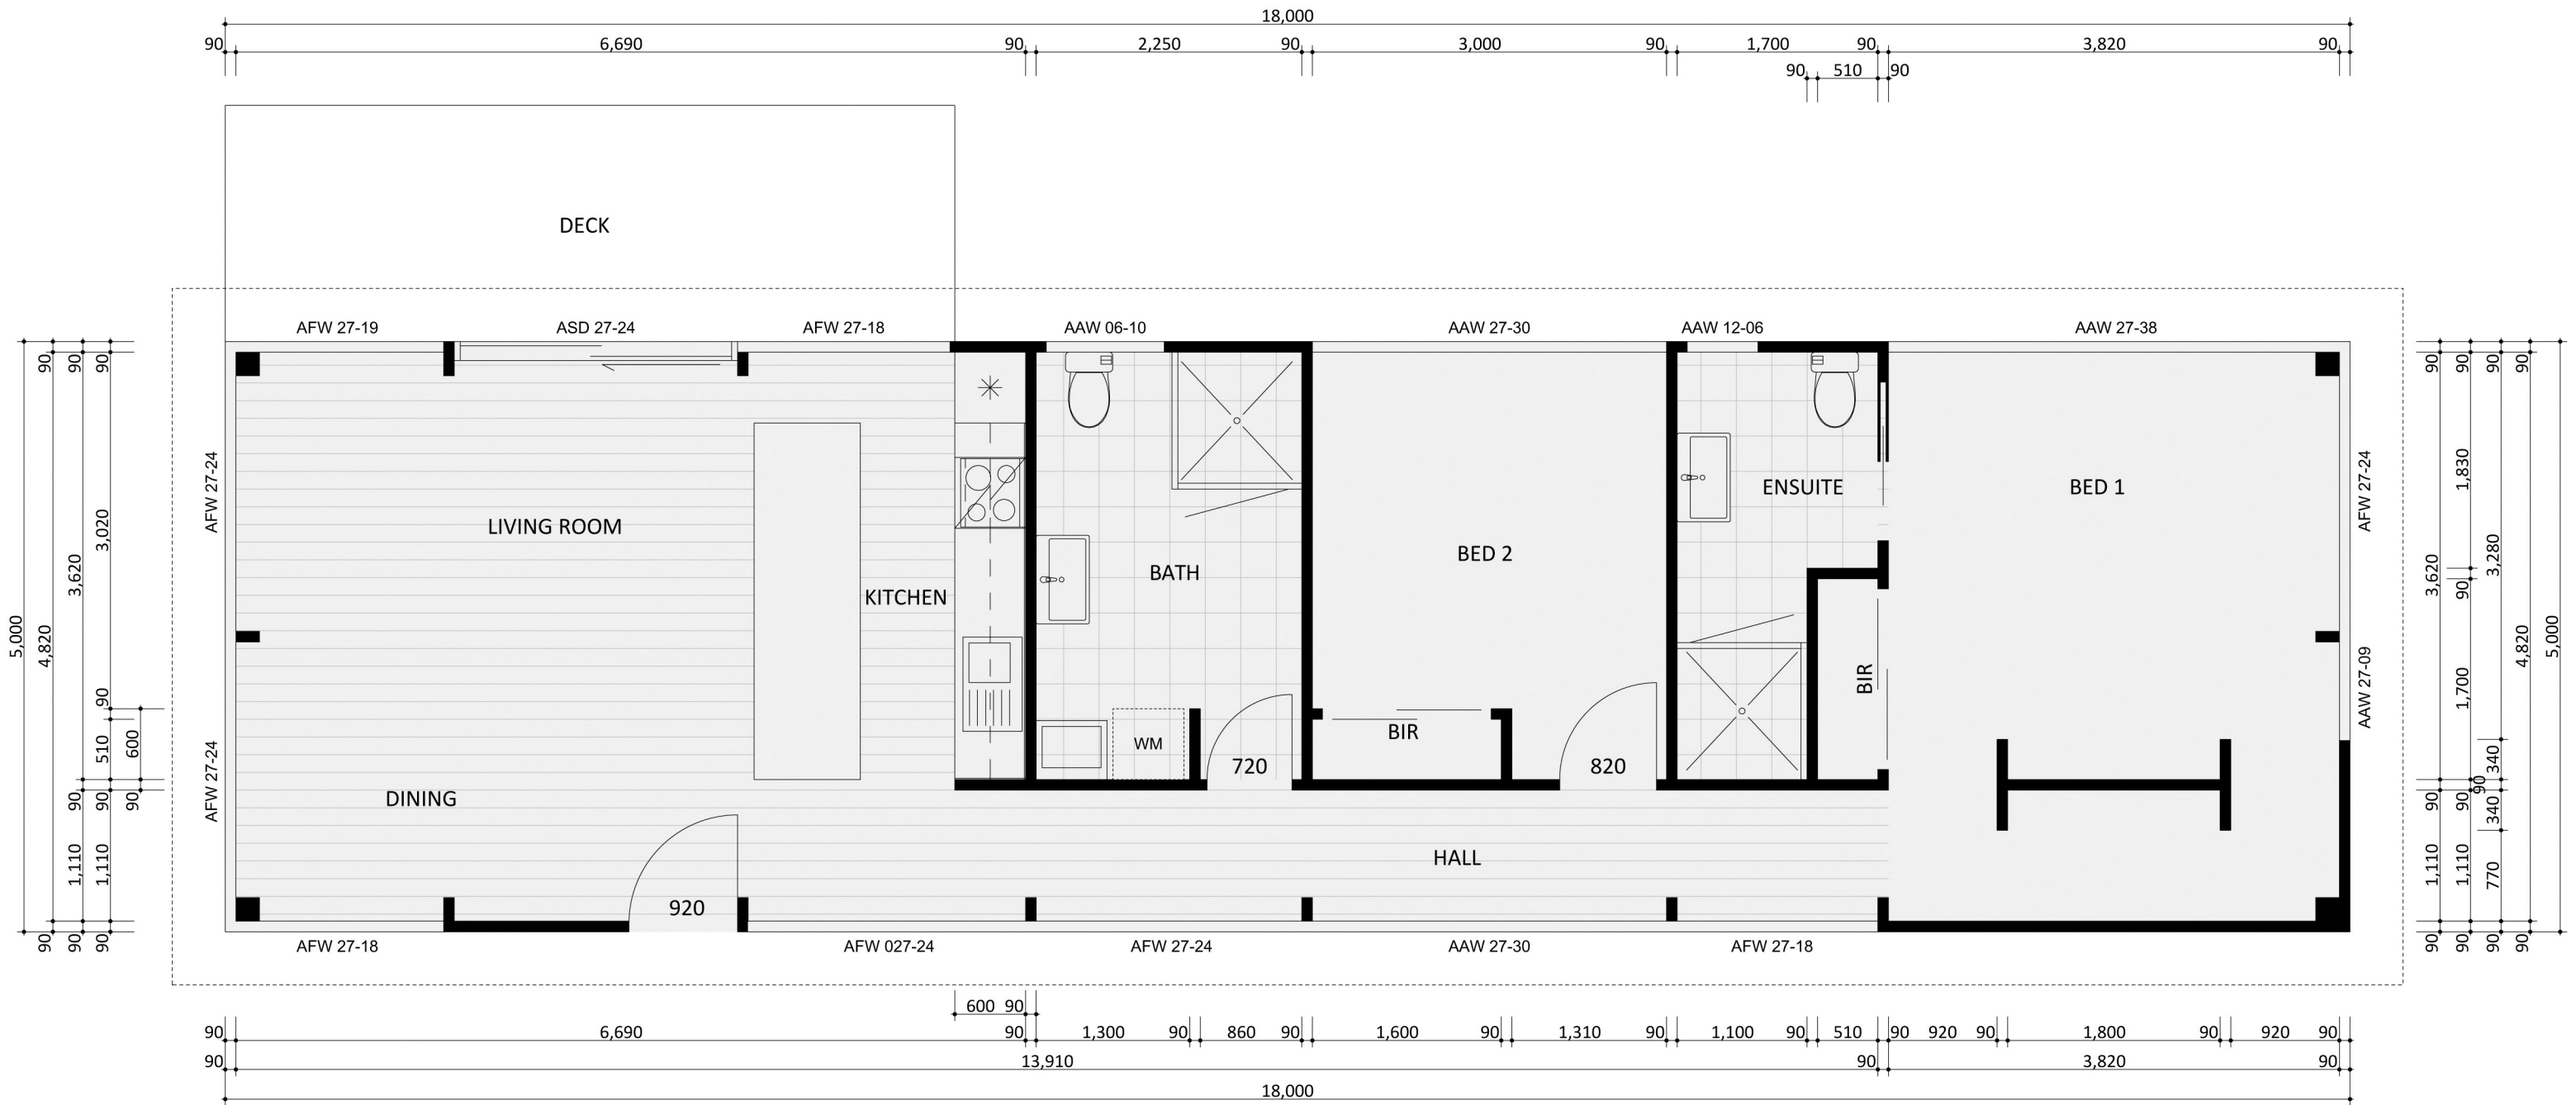 18,000
90 6,690 90 2,250 90 3,000 90 1,700 90 3,820 90
90 510 90
DECK
AFW 27-19 ASD 27-24 AFW 27-18 AAW 06-10 AAW 27-30 AAW 12-06 AAW 27-38
90 90 90
90 90 90 90
AFW 27-24
AFW 27-24
LIVING ROOM
KITCHEN
BATH
BED 2
ENSUITE
BED 1
BIR
BIR
WM
720
820
DINING
HALL
920
AFW 27-24
AAW 27-09
5,000
4,820
3,620
3,020
90
510
600
90 90 90
1,110 1,110
90 90 90
3,620
1,830
90
3,280
1,700
340
90
4,820
5,000
90 90 340
1,110 1,110 770
90 90 90 90
AFW 27-18 AFW 027-24 AFW 27-24 AAW 27-30 AFW 27-18
600 90
90 6,690 90 1,300 90 860 90 1,600 90 1,310 90 1,100 90 510 90 920 90 1,800 90 920 90
90 13,910 90 3,820 90
18,000